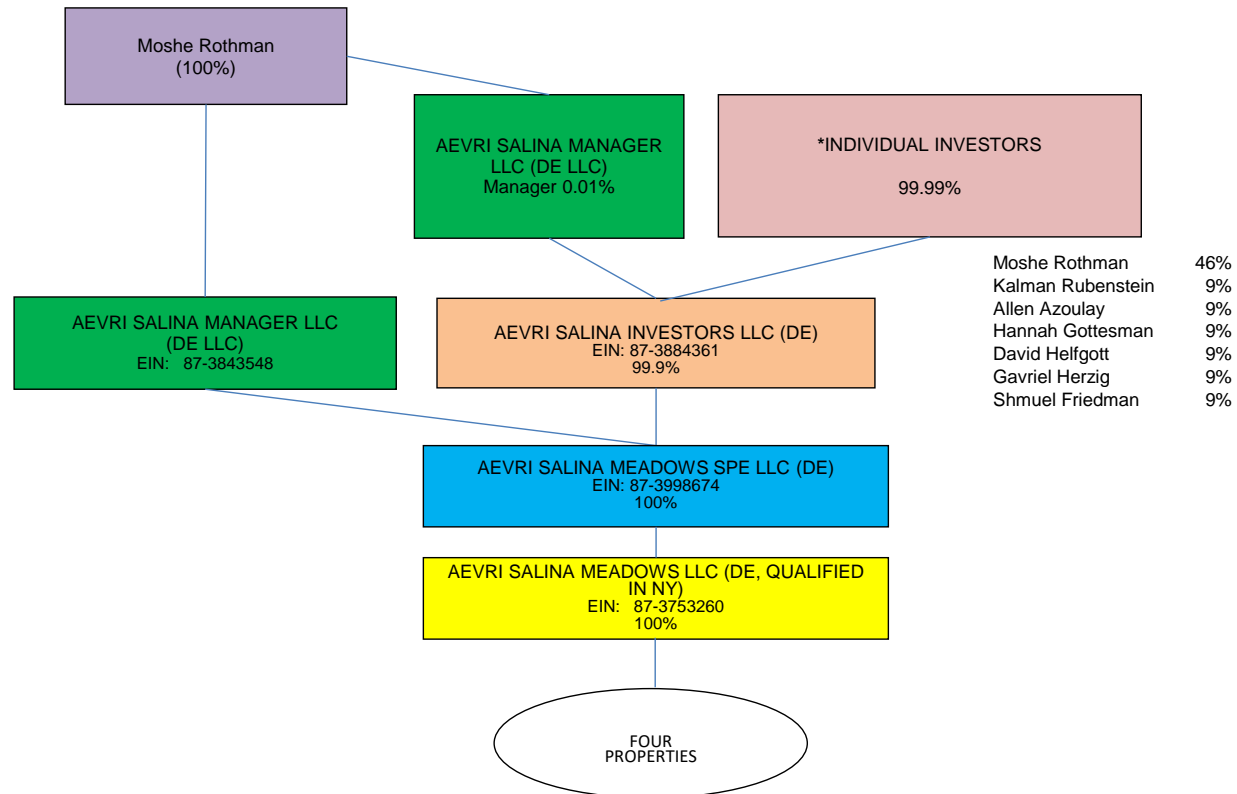 Moshe Rothman
(100%)
AEVRI SALINA MANAGER
LLC (DE LLC)
Manager 0.01%
*INDIVIDUAL INVESTORS
99.99%
Moshe Rothman 46%
Kalman Rubenstein 9%
Allen Azoulay 9%
Hannah Gottesman 9%
David Helfgott 9%
Gavriel Herzig 9%
Shmuel Friedman 9%
AEVRI SALINA MANAGER LLC
(DE LLC)
EIN: 87-3843548
AEVRI SALINA INVESTORS LLC (DE)
EIN: 87-3884361
99.9%
AEVRI SALINA MEADOWS SPE LLC (DE)
EIN: 87-3998674
100%
AEVRI SALINA MEADOWS LLC (DE, QUALIFIED
IN NY)
EIN: 87-3753260
100%
FOUR
PROPERTIES